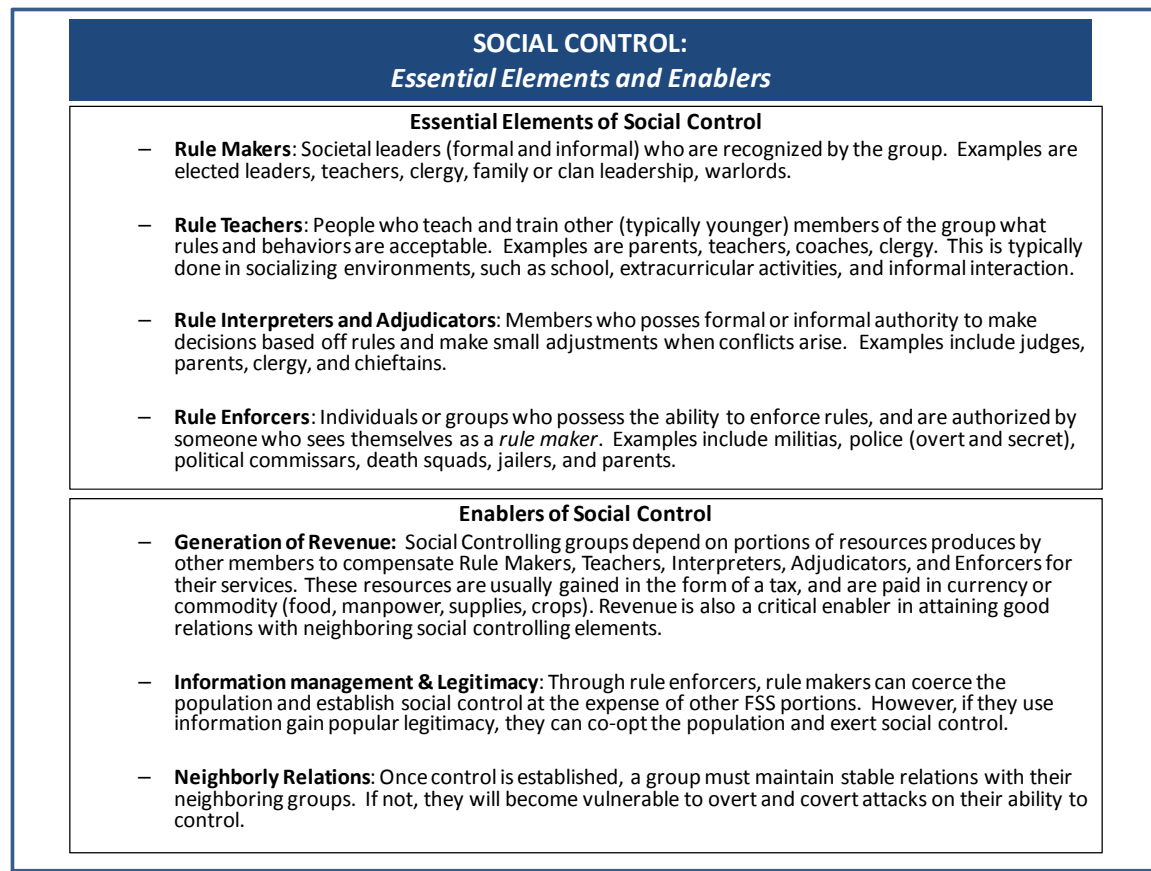 SOCIAL CONTROL:
Essential Elements and Enablers
Essential Elements of Social Control
– Rule Makers: Societal leaders (formal and informal) who are recognized by the group. Examples are
elected leaders, teachers, clergy, family or clan leadership, warlords.
– Rule Teachers: People who teach and train other (typically younger) members of the group what
rules and behaviors are acceptable. Examples are parents, teachers, coaches, clergy. This is typically
done in socializing environments, such as school, extracurricular activities, and informal interaction.
– Rule Interpreters and Adjudicators: Members who posses formal or informal authority to make
decisions based off rules and make small adjustments when conflicts arise. Examples include judges,
parents, clergy, and chieftains.
– Rule Enforcers: Individuals or groups who possess the ability to enforce rules, and are authorized by
someone who sees themselves as a rule maker. Examples include militias, police (overt and secret),
political commissars, death squads, jailers, and parents.
Enablers of Social Control
– Generation of Revenue: Social Controlling groups depend on portions of resources produces by
other members to compensate Rule Makers, Teachers, Interpreters, Adjudicators, and Enforcers for
their services. These resources are usually gained in the form of a tax, and are paid in currency or
commodity (food, manpower, supplies, crops). Revenue is also a critical enabler in attaining good
relations with neighboring social controlling elements.
– Information management & Legitimacy: Through rule enforcers, rule makers can coerce the
population and establish social control at the expense of other FSS portions. However, if they use
information gain popular legitimacy, they can co-opt the population and exert social control.
– Neighborly Relations: Once control is established, a group must maintain stable relations with their
neighboring groups. If not, they will become vulnerable to overt and covert attacks on their ability to
control.